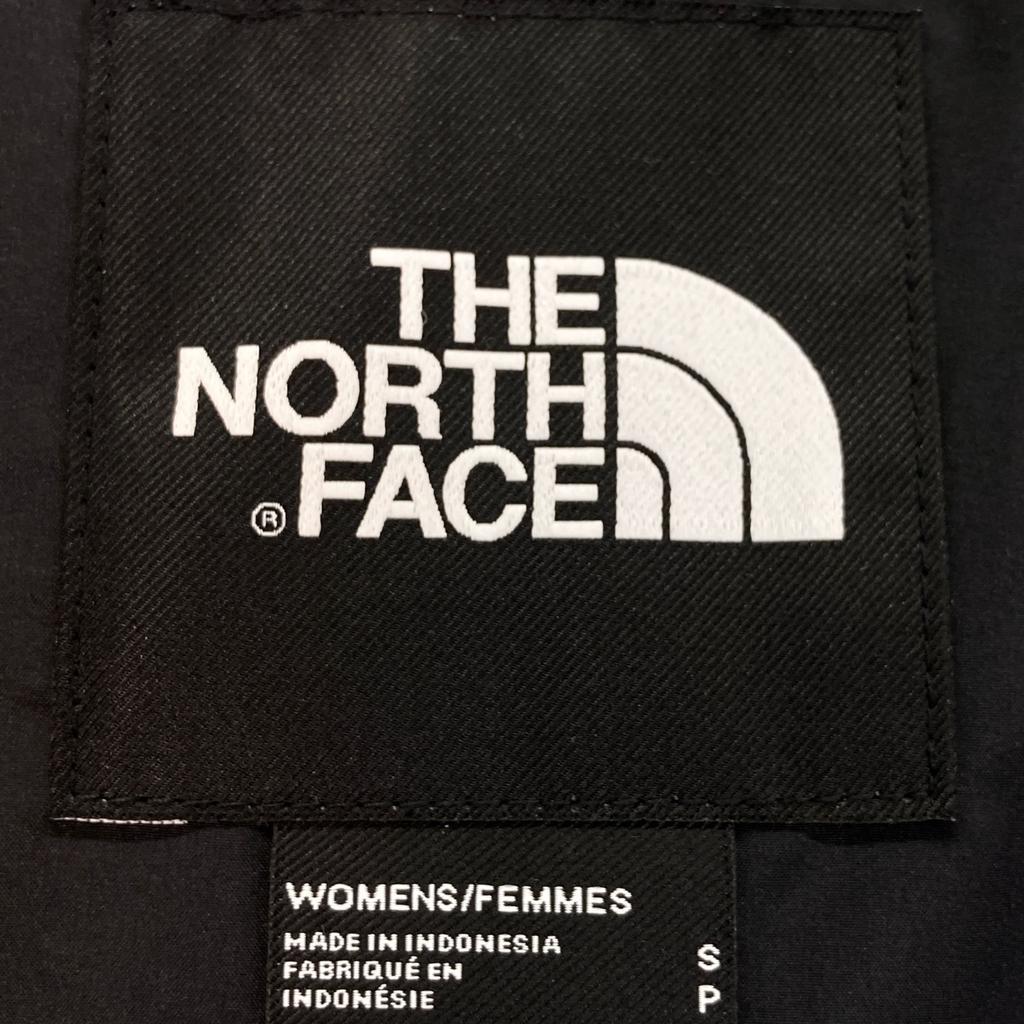 THE
NORTH
® FACE
WOMENS/FEMMES
MADE IN INDONESIA
FABRIQUÉ EN
INDONÉSIE
S
P